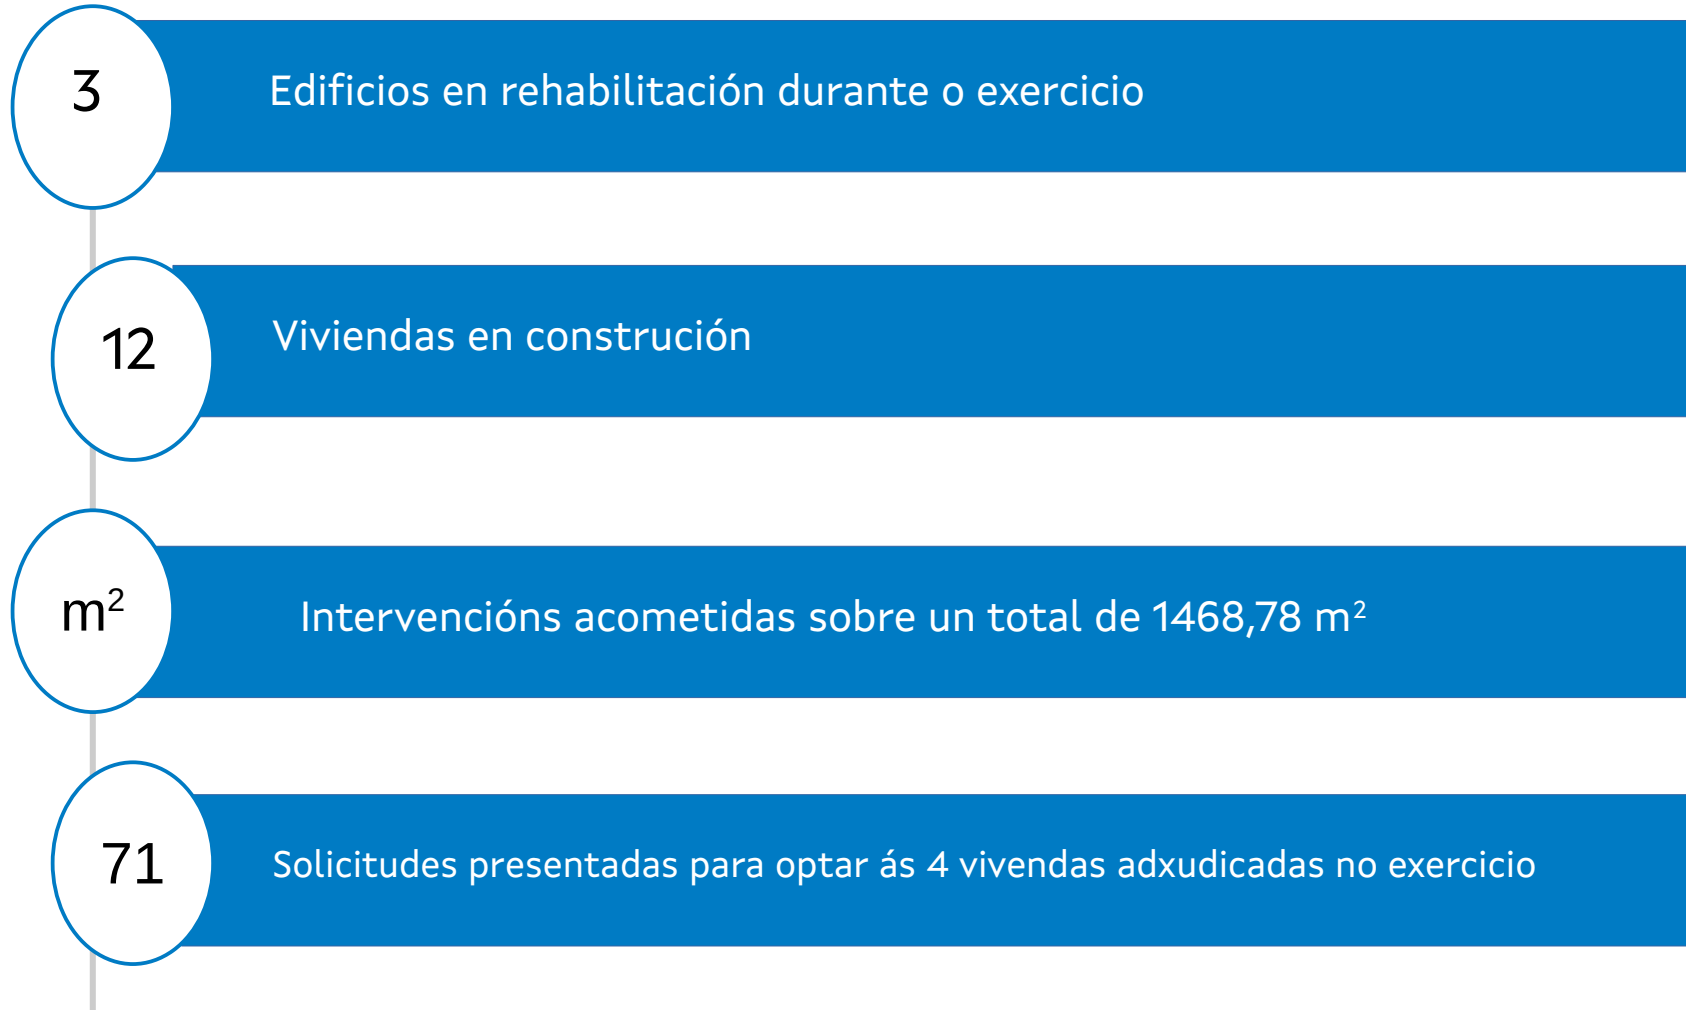 3
Edificios en rehabilitación durante o exercicio
12
Viviendas en construción
m²
Intervencións acometidas sobre un total de 1468,78 m²
71
Solicitudes presentadas para optar ás 4 vivendas adxudicadas no exercicio